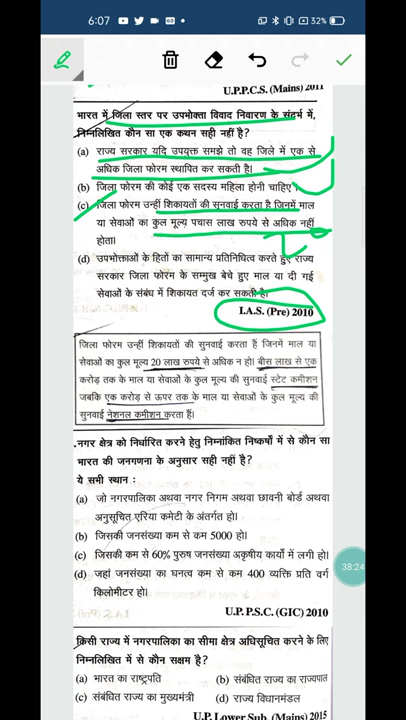 6:07
32%
U.P.P.C.S. (Mains) 2011
भारत में जिला स्तर पर उपभोक्ता विवाद निवारण के संदर्भ में,
निम्नलिखित कौन सा एक कथन सही नहीं है?
(a) राज्य सरकार यदि उपयुक्त समझे तो वह जिले में एक से
अधिक जिला फोरम स्थापित कर सकती है।
(b) जिला फोरम की कोई एक सदस्य महिला होनी चाहिए।
(c) जिला फोरम उन्हीं शिकायतों की सुनवाई करता है जिनमें माल
या सेवाओं का कुल मूल्य पचास लाख रुपये से अधिक नहीं
होता।
(d) उपभोक्ताओं के हितों का सामान्य प्रतिनिधित्व करते हुए राज्य
सरकार जिला फोरम के सम्मुख बेचे हुए माल या दी गई
सेवाओं के संबंध में शिकायत दर्ज कर सकती है।
I.A.S. (Pre) 2010
जिला फोरम उन्हीं शिकायतों की सुनवाई करता हैं जिनमें माल या
सेवाओं का कुल मूल्य 20 लाख रुपये से अधिक न हो। बीस लाख से एक
करोड़ तक के माल या सेवाओं के कुल मूल्य की सुनवाई स्टेट कमीशन
जबकि एक करोड़ से ऊपर तक के माल या सेवाओं के कुल मूल्य की
सुनवाई नेशनल कमीशन करता हैं।
नगर क्षेत्र को निर्धारित करने हेतु निम्नांकित निष्कर्षों में से कौन सा
भारत की जनगणना के अनुसार सही नहीं है?
ये सभी स्थान :
(a) जो नगरपालिका अथवा नगर निगम अथवा छावनी बोर्ड अथवा
अनुसूचित एरिया कमेटी के अंतर्गत हो।
(b) जिसकी जनसंख्या कम से कम 5000 हो।
(c) जिसकी कम से 60% पुरुष जनसंख्या अकृषीय कार्यो में लगी हो।
(d) जहां जनसंख्या का घनत्व कम से कम 400 व्यक्ति प्रति वर्ग
किलोमीटर हो।
38:24
U.P. P.S.C. (GIC) 2010
किसी राज्य में नगरपालिका का सीमा क्षेत्र अधिसूचित करने के लिए
निम्नलिखित में से कौन सक्षम है?
(a) भारत का राष्ट्रपति (b) संबंधित राज्य का राज्यपाल
(c) संबंधित राज्य का मुख्यमंत्री (d) राज्य विधानमंडल
U.P. Lower Sub. (Mains) 2015